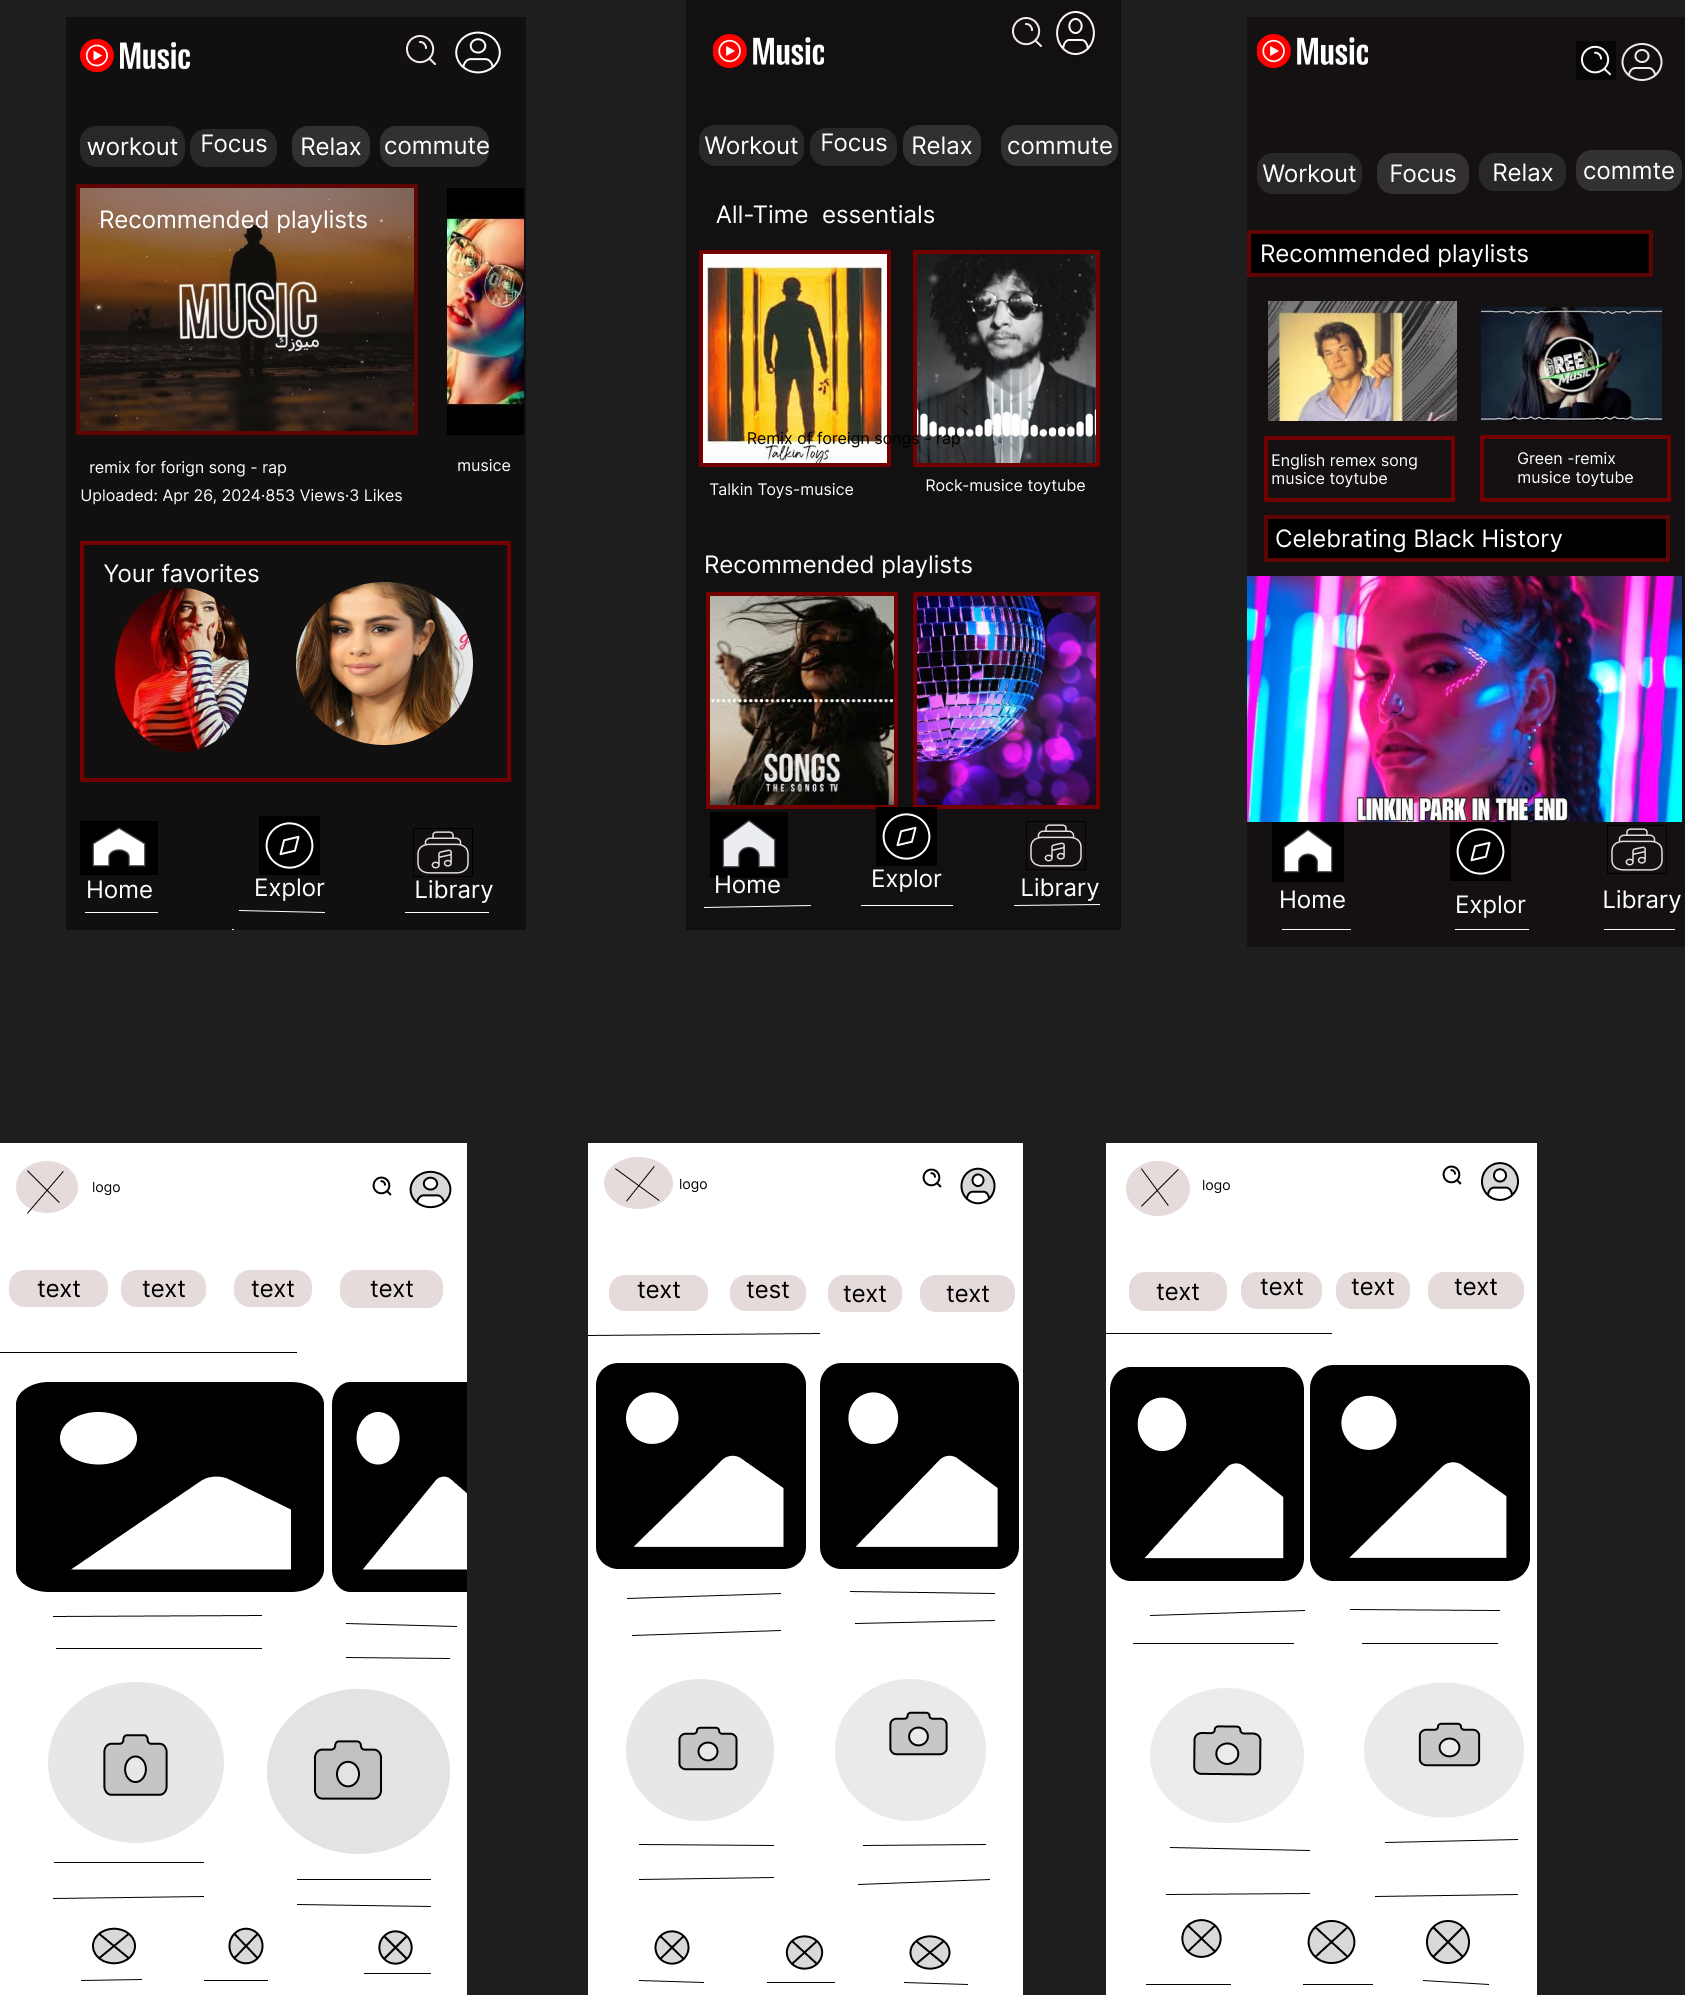 Music
workout Focus Relax commute
Recommended playlists
MUSIC
ميوزك
remix for forign song - rap
musice
Uploaded: Apr 26, 2024·853 Views·3 Likes
Your favorites
g
Home Explor Library
Music
Workout Focus Relax commute
All-Time essentials
Remix of foreign songs - rap
Talkin Toys
Talkin Toys-musice
Rock-musice toytube
Recommended playlists
SONGS
THE SONGS TV
Home Explor Library
Music
Workout Focus Relax commte
Recommended playlists
GREEN
MUSIC
English remex song
musice toytube
Green -remix
musice toytube
Celebrating Black History
LINKIN PARK IN THE END
Home Explor Library
logo
text text text text
logo
text test text text
logo
text text text text